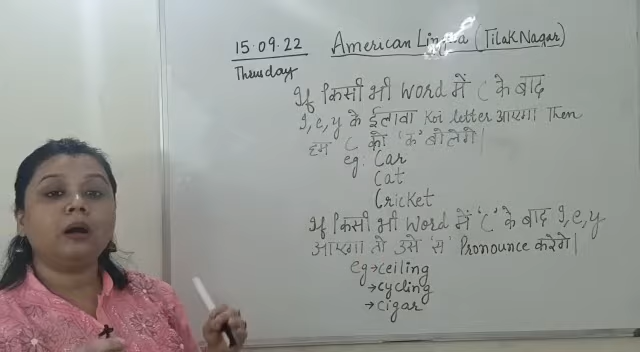 15.09.22 American Lingua (Tilak Nagar)
Thursday
If किसी भी word में C के बाद
I, e, y के ईलावा Koi letter आएगा Then
हम C को 'क' बोलेगें।
eg: Car
Cat
Cricket
If किसी भी word में 'C' के बाद I, e, y
आएगा तो उसे 'स' Pronounce करेगें।
eg→ceiling
→cycling
→cigar